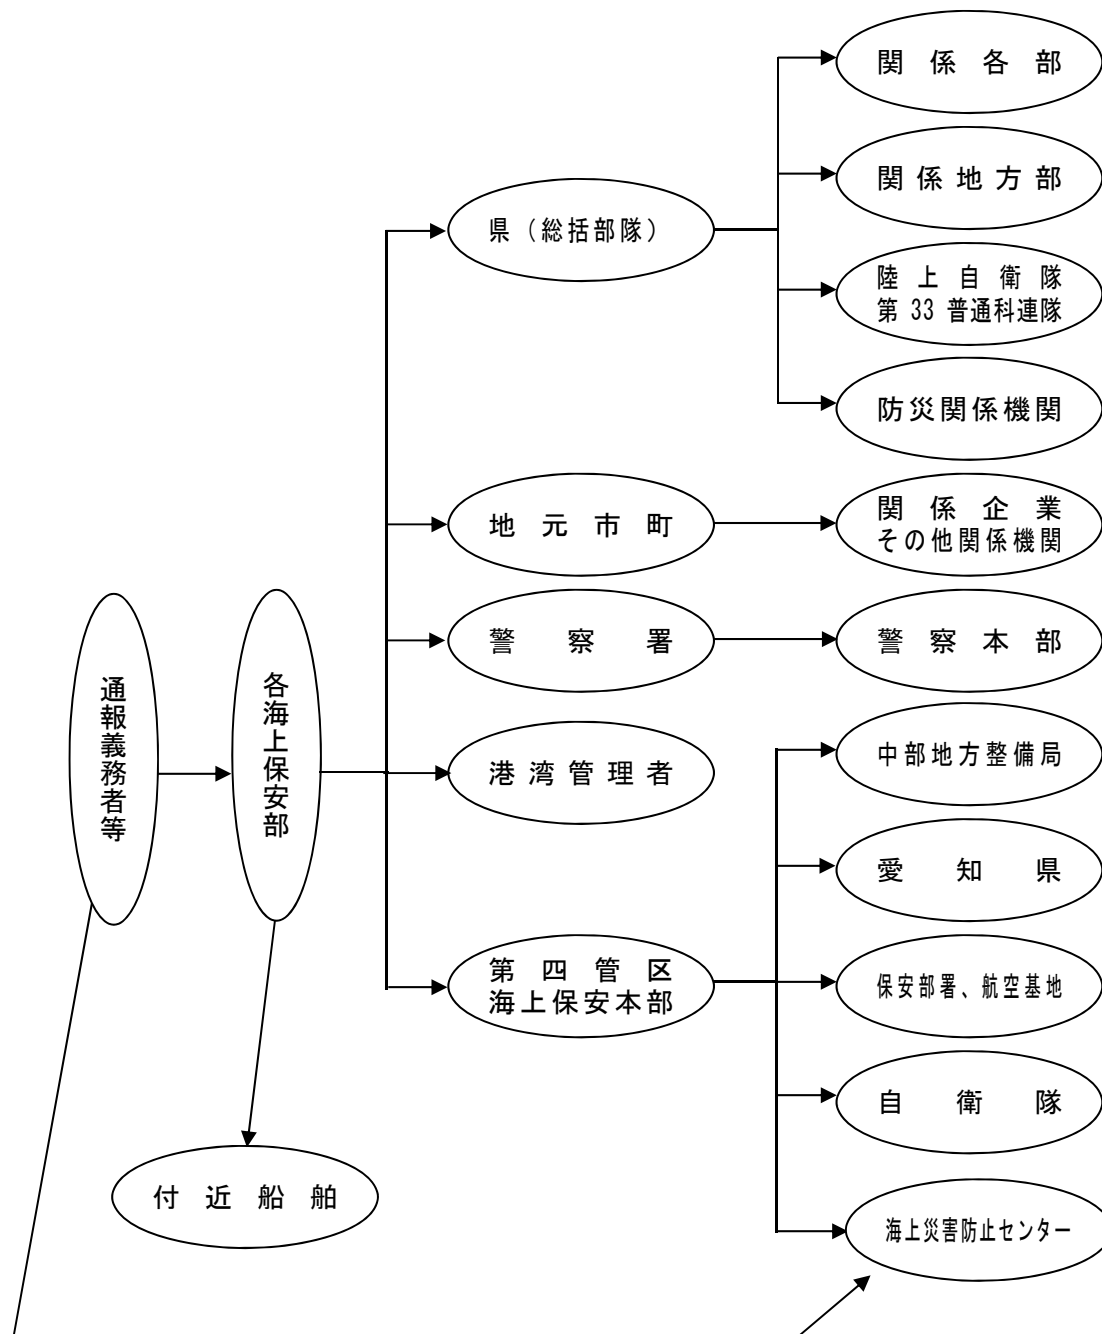 通報義務者等
各海上保安部
付近船舶
県（総括部隊）
地元市町
警察署
港湾管理者
第四管区
海上保安本部
関係各部
関係地方部
陸上自衛隊
第 33 普通科連隊
防災関係機関
関係企業
その他関係機関
警察本部
中部地方整備局
愛知県
保安部署、航空基地
自衛隊
海上災害防止センター